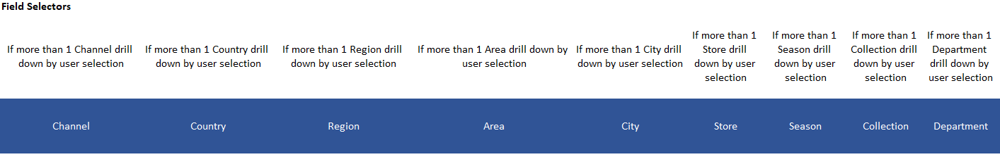 Field Selectors
If more than 1 Channel drill
down by user selection
If more than 1 Country drill
down by user selection
If more than 1 Region drill
down by user selection
If more than 1 Area drill down by
user selection
If more than 1 City drill
down by user selection
If more than 1
Store drill
down by user
selection
If more than 1
Season drill
down by user
selection
If more than 1
Collection drill
down by user
selection
If more than 1
Department
drill down by
user selection
Channel
Country
Region
Area
City
Store
Season
Collection
Department